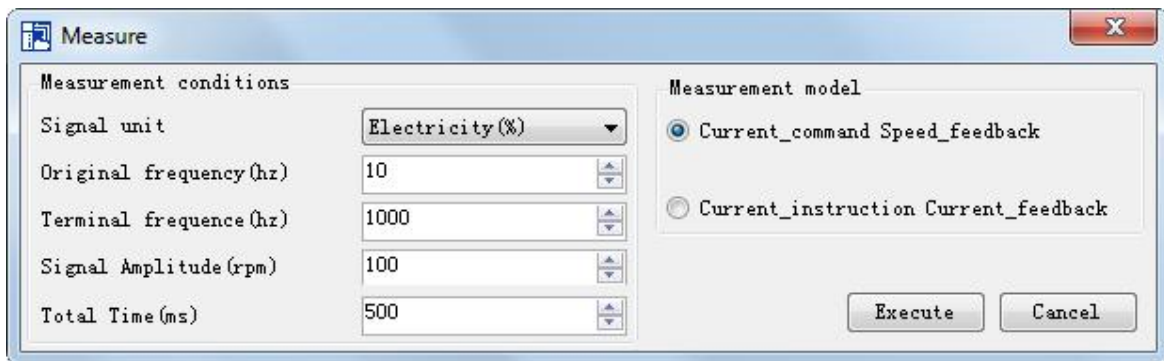 Measure
Measurement conditions
Signal unit
Electricity(%)
Original frequency(hz)
10
Terminal frequence(hz)
1000
Signal Amplitude(rpm)
100
Total Time(ms)
500
Measurement model
Current_command Speed_feedback
Current_instruction Current_feedback
Execute
Cancel